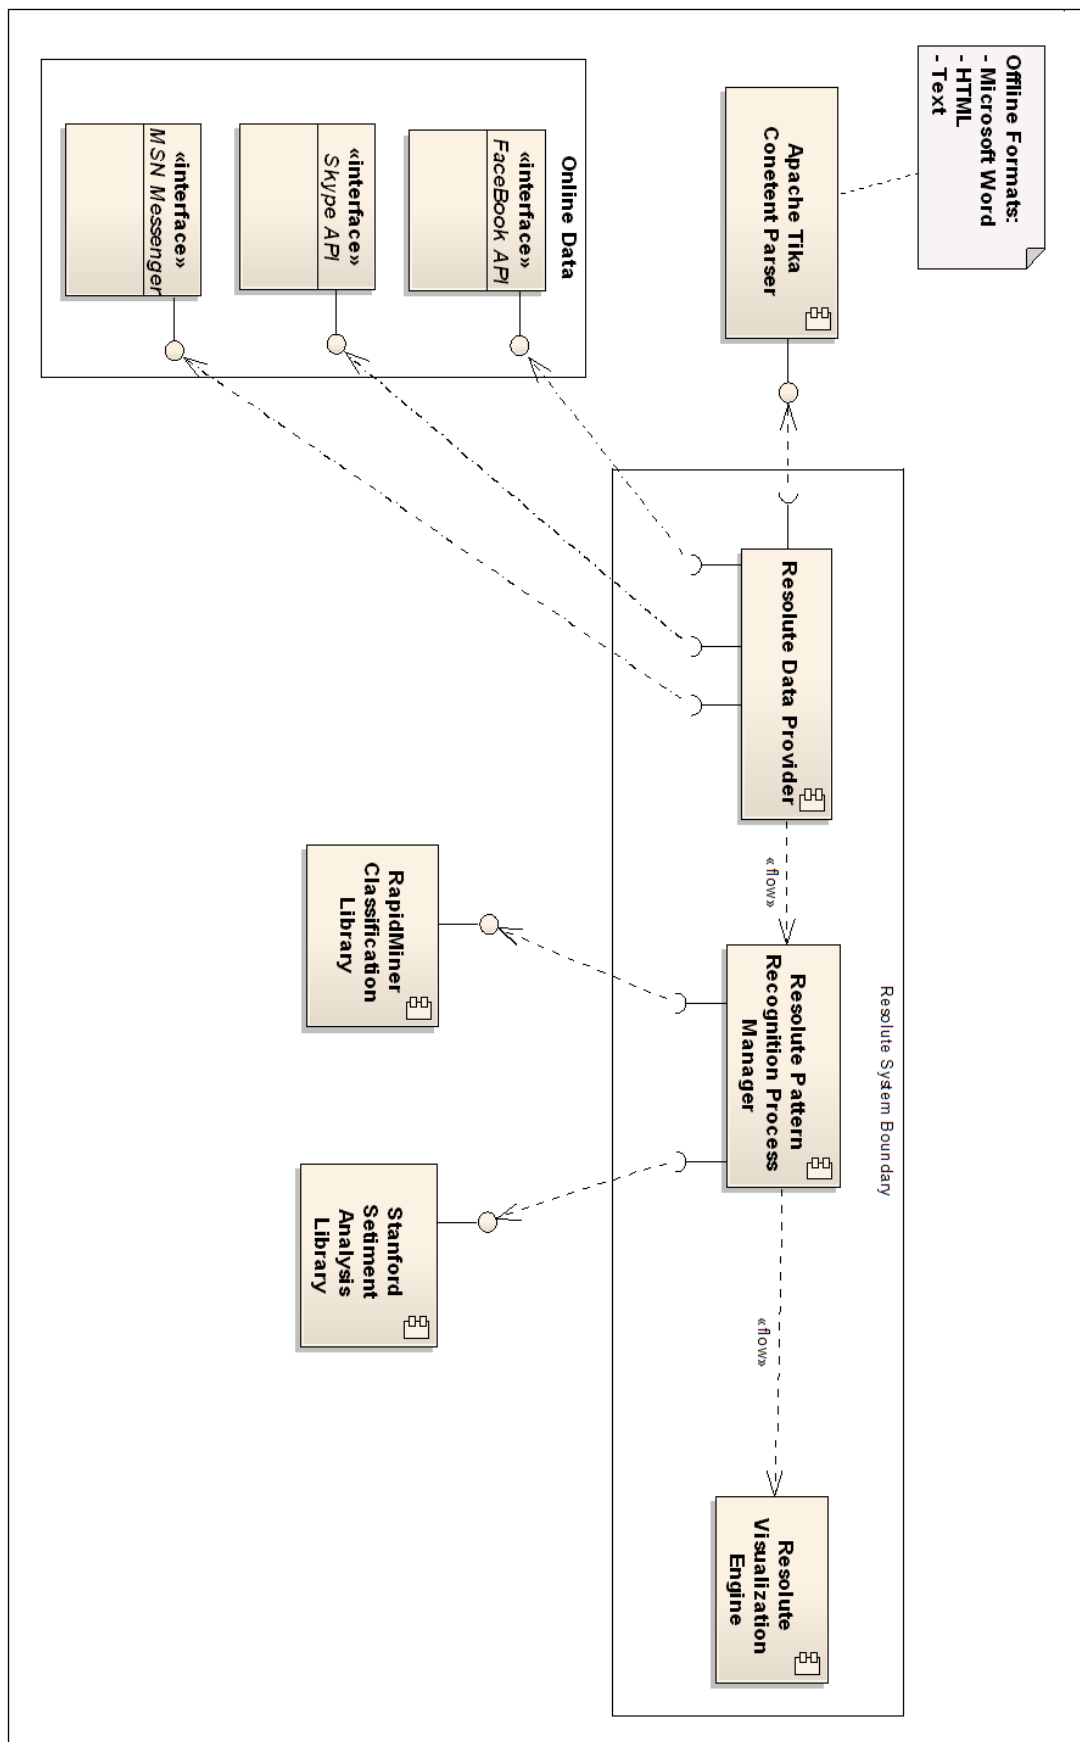 Offline Formats:
- Microsoft Word
- HTML
- Text
Apache Tika
Conetent Parser
Online Data
«interface»
FaceBook API
«interface»
Skype API
«interface»
MSN Messenger
Resolute System Boundary
Resolute Data Provider
«flow»
Resolute Pattern
Recognition Process
Manager
«flow»
Resolute
Visualization
Engine
RapidMiner
Classification
Library
Stanford
Setiment
Analysis
Library